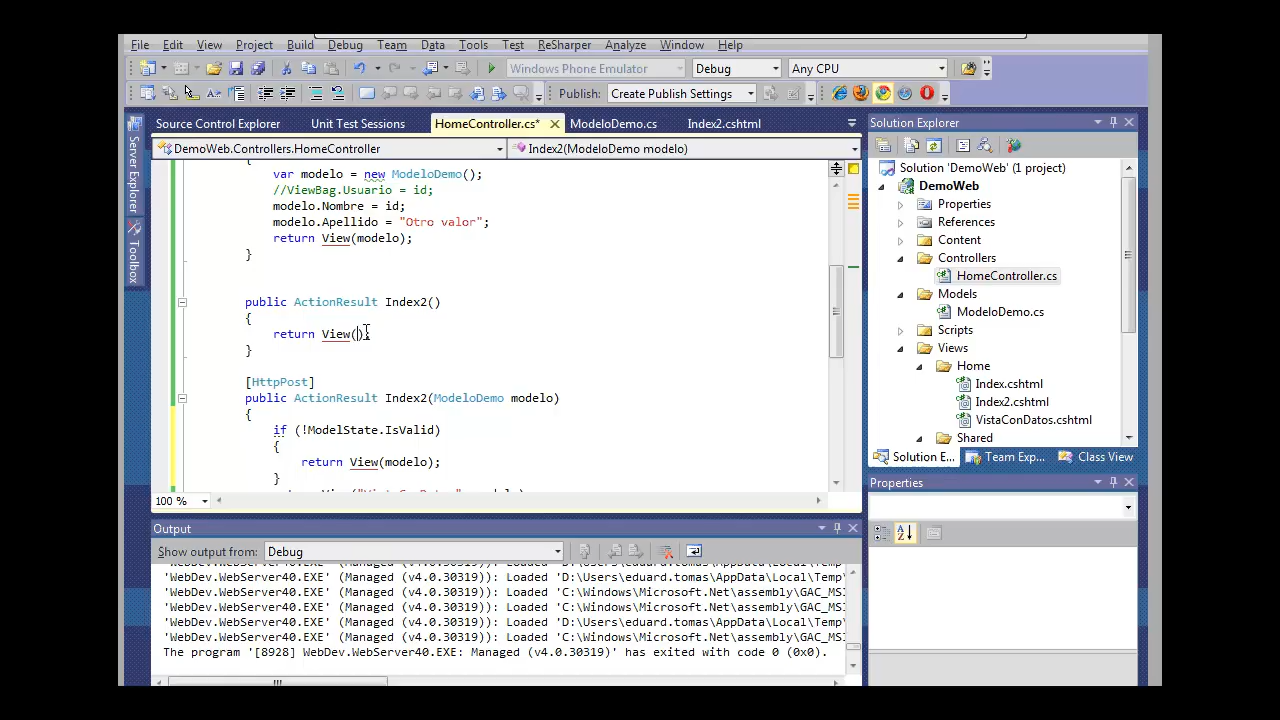 File Edit View Project Build Debug Team Data Tools Test ReSharper Analyze Window Help
Windows Phone Emulator Debug Any CPU
Publish: Create Publish Settings
Source Control Explorer Unit Test Sessions HomeController.cs* ModeloDemo.cs Index2.cshtml
DemoWeb.Controllers.HomeController Index2(ModeloDemo modelo)
Server Explorer
Toolbox
{
var modelo = new ModeloDemo();
//ViewBag.Usuario = id;
modelo.Nombre = id;
modelo.Apellido = "Otro valor";
return View(modelo);
}
public ActionResult Index2()
{
return View();
}
[HttpPost]
public ActionResult Index2(ModeloDemo modelo)
{
if (!ModelState.IsValid)
{
return View(modelo);
}
100 %
Solution Explorer
Solution 'DemoWeb' (1 project)
DemoWeb
Properties
References
Content
Controllers
HomeController.cs
Models
ModeloDemo.cs
Scripts
Views
Home
Index.cshtml
Index2.cshtml
VistaConDatos.cshtml
Shared
Solution E... Team Exp... Class View
Properties
Output
Show output from: Debug
'WebDev.WebServer40.EXE' (Managed (v4.0.30319)): Loaded 'D:\Users\eduard.tomas\AppData\Local\Temp\
'WebDev.WebServer40.EXE' (Managed (v4.0.30319)): Loaded 'C:\Windows\Microsoft.Net\assembly\GAC_MSI
'WebDev.WebServer40.EXE' (Managed (v4.0.30319)): Loaded 'C:\Windows\Microsoft.Net\assembly\GAC_MSI
'WebDev.WebServer40.EXE' (Managed (v4.0.30319)): Loaded 'D:\Users\eduard.tomas\AppData\Local\Temp\
'WebDev.WebServer40.EXE' (Managed (v4.0.30319)): Loaded 'C:\Windows\Microsoft.Net\assembly\GAC_MSI
The program '[8928] WebDev.WebServer40.EXE: Managed (v4.0.30319)' has exited with code 0 (0x0).